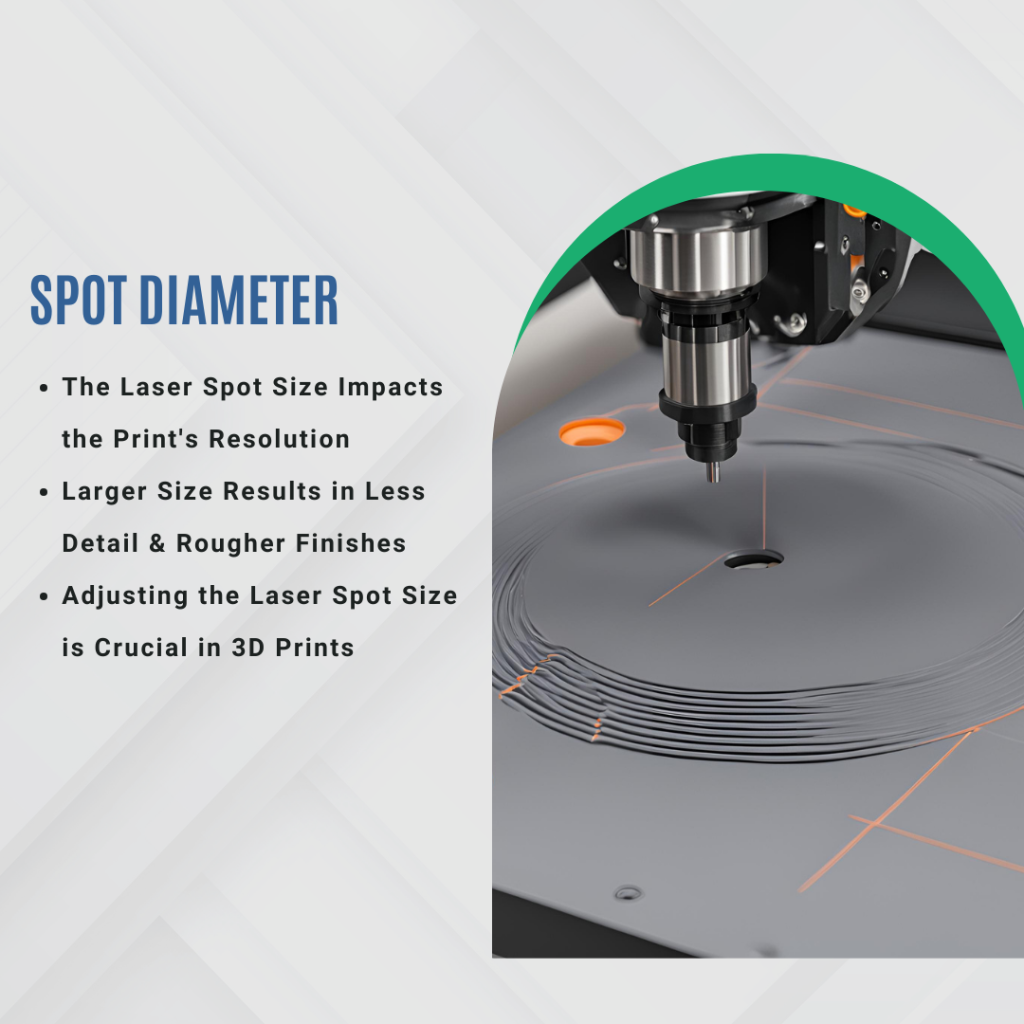 SPOT DIAMETER
• The Laser Spot Size Impacts
the Print's Resolution
• Larger Size Results in Less
Detail & Rougher Finishes
• Adjusting the Laser Spot Size
is Crucial in 3D Prints